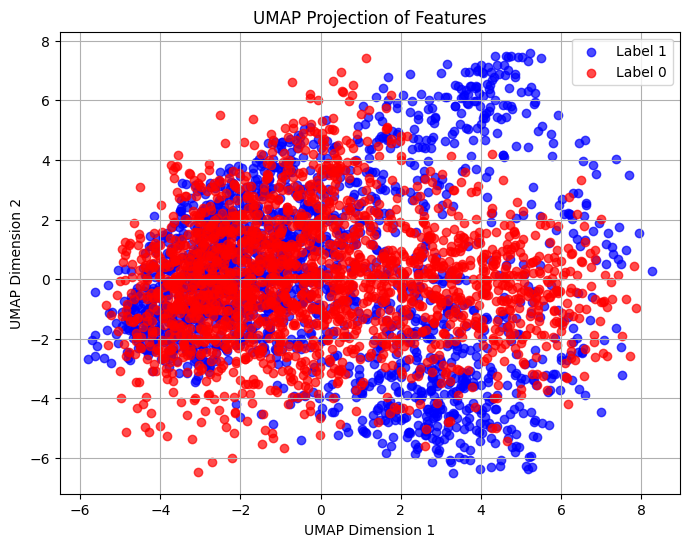 UMAP Projection of Features
Label 1
Label 0
8
6
4
2
0
−2
−4
−6
UMAP Dimension 2
−6 −4 −2 0 2 4 6 8
UMAP Dimension 1